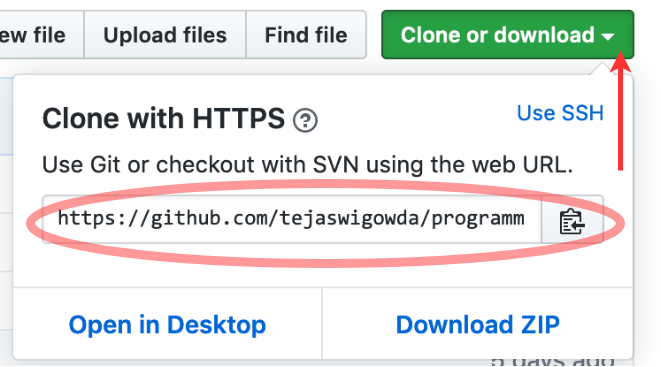 ew file Upload files Find file Clone or download
Clone with HTTPS
Use SSH
Use Git or checkout with SVN using the web URL.
https://github.com/tejaswigowda/programm
Open in Desktop Download ZIP
5 days ago